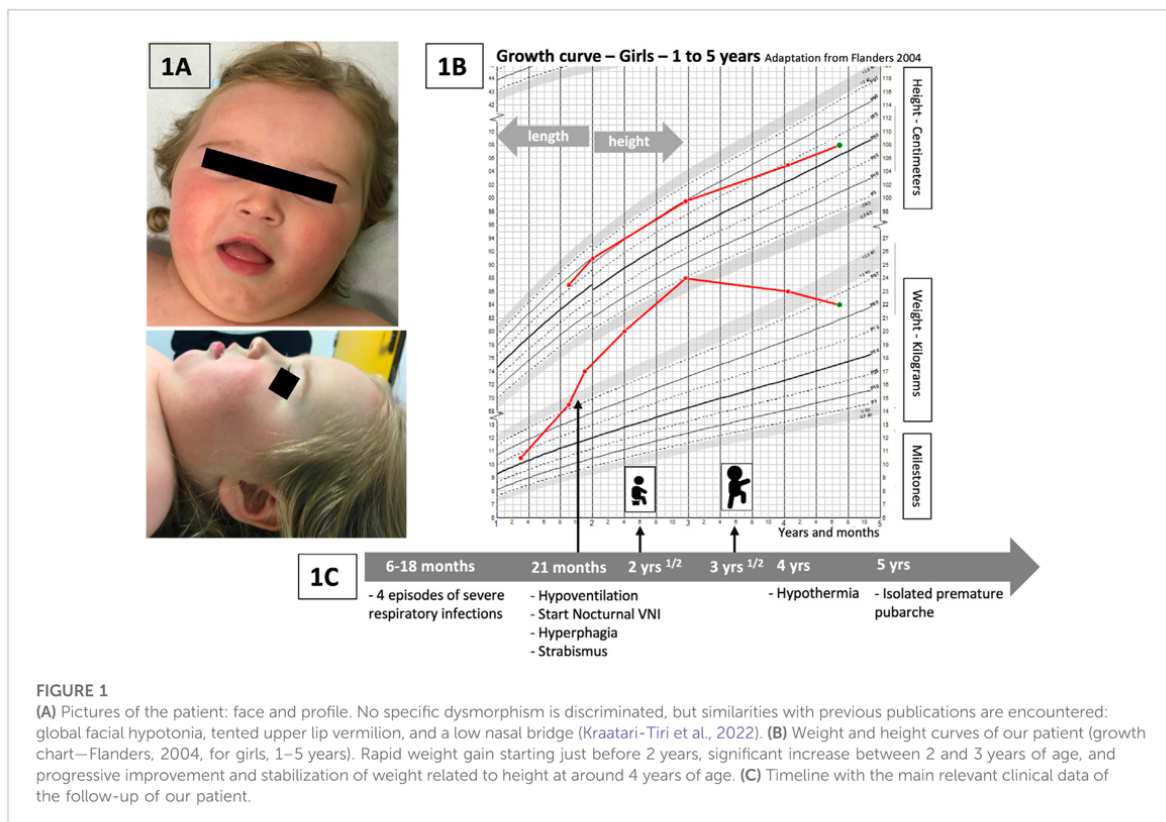 1A
1B
Growth curve – Girls – 1 to 5 years Adaptation from Flanders 2004
length
height
Height - Centimeters
Weight - Kilograms
Milestones
Years and months
1C
6-18 months
- 4 episodes of severe
respiratory infections
21 months
- Hypoventilation
- Start Nocturnal VNI
- Hyperphagia
- Strabismus
2 yrs 1/2
3 yrs 1/2
4 yrs
- Hypothermia
5 yrs
- Isolated premature
pubarche
FIGURE 1
(A) Pictures of the patient: face and profile. No specific dysmorphism is discriminated, but similarities with previous publications are encountered:
global facial hypotonia, tented upper lip vermilion, and a low nasal bridge (Kraatari-Tiri et al., 2022). (B) Weight and height curves of our patient (growth
chart—Flanders, 2004, for girls, 1–5 years). Rapid weight gain starting just before 2 years, significant increase between 2 and 3 years of age, and
progressive improvement and stabilization of weight related to height at around 4 years of age. (C) Timeline with the main relevant clinical data of
the follow-up of our patient.